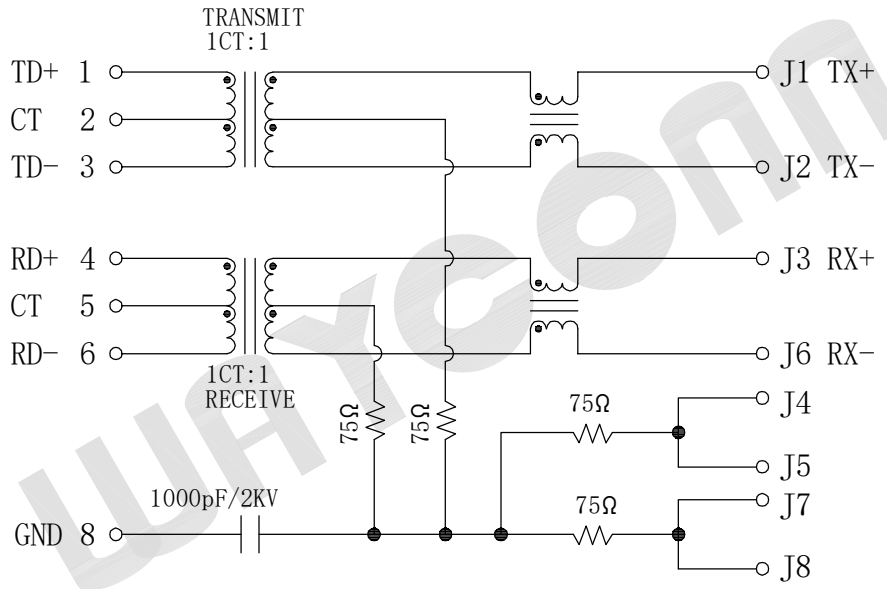 TRANSMIT
1CT:1
TD+ 1
J1 TX+
CT 2
TD- 3
J2 TX-
RD+ 4
J3 RX+
CT 5
RD- 6
J6 RX-
1CT:1
RECEIVE
75Ω
75Ω
75Ω
J4
J5
1000pF/2KV
75Ω
J7
GND 8
J8
WAYCONN